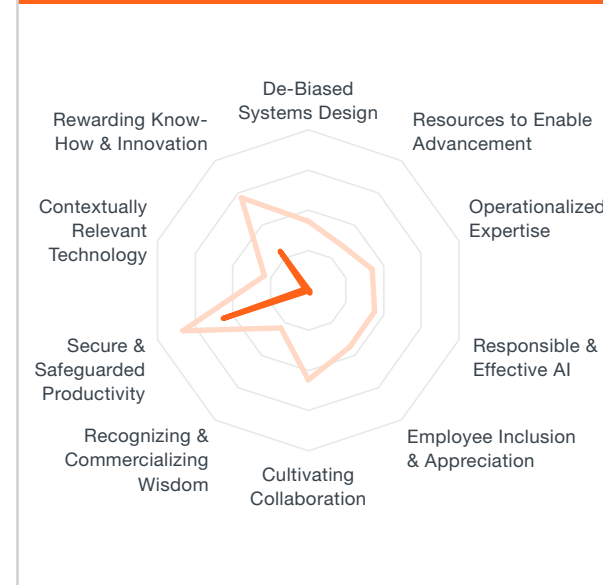 De-Biased
Systems Design
Resources to Enable
Advancement
Operationalized
Expertise
Responsible &
Effective AI
Employee Inclusion
& Appreciation
Cultivating
Collaboration
Recognizing &
Commercializing
Wisdom
Secure &
Safeguarded
Productivity
Contextually
Relevant
Technology
Rewarding Know-
How & Innovation